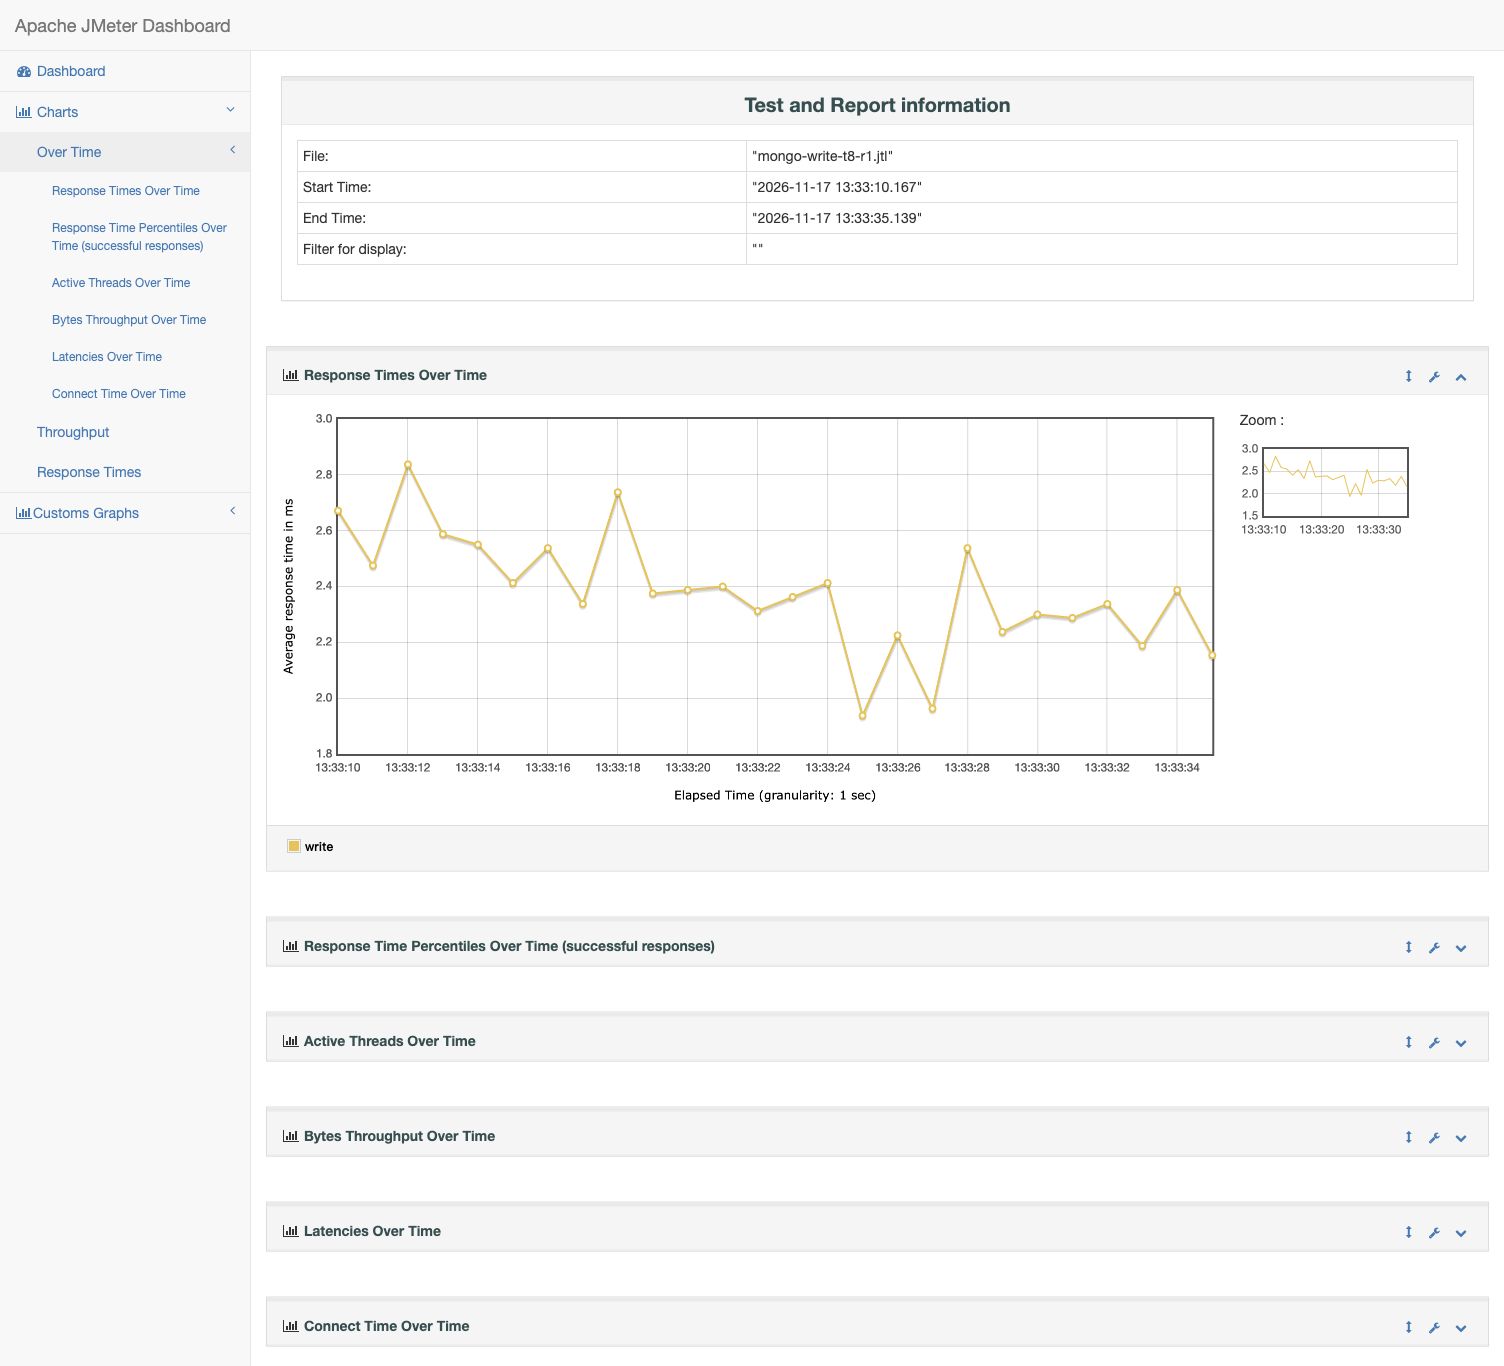 Apache JMeter Dashboard
Dashboard
Charts
Over Time
Response Times Over Time
Response Time Percentiles Over
Time (successful responses)
Active Threads Over Time
Bytes Throughput Over Time
Latencies Over Time
Connect Time Over Time
Throughput
Response Times
Customs Graphs
Test and Report information
File: "mongo-write-t8-r1.jtl"
Start Time: "2026-11-17 13:33:10.167"
End Time: "2026-11-17 13:33:35.139"
Filter for display: ""
Response Times Over Time
Average response time in ms
3.0
2.8
2.6
2.4
2.2
2.0
1.8
13:33:10 13:33:12 13:33:14 13:33:16 13:33:18 13:33:20 13:33:22 13:33:24 13:33:26 13:33:28 13:33:30 13:33:32 13:33:34
Elapsed Time (granularity: 1 sec)
Zoom :
3.0
2.5
2.0
1.5
13:33:10 13:33:20 13:33:30
write
Response Time Percentiles Over Time (successful responses)
Active Threads Over Time
Bytes Throughput Over Time
Latencies Over Time
Connect Time Over Time